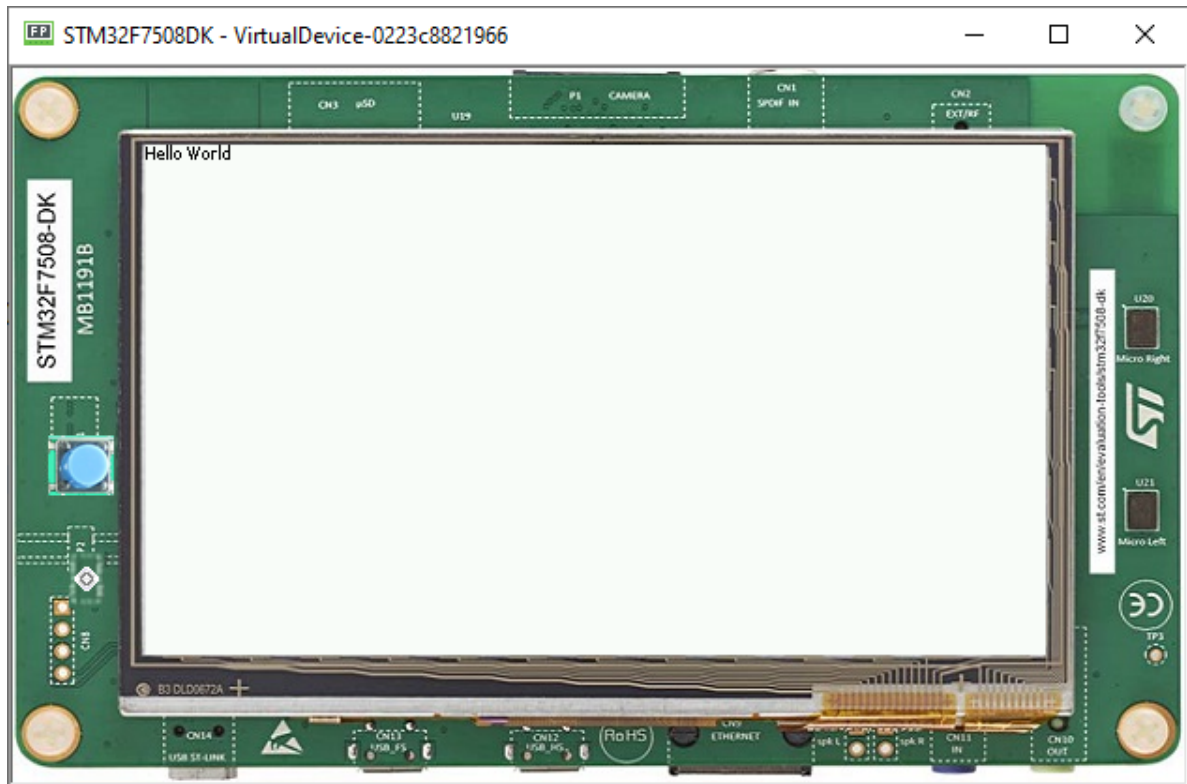 STM32F7508DK - VirtualDevice-0223c8821966
CN3 µSD
U19
P1 CAMERA
CN1
SPDIF IN
CN2
EXT/RF
Hello World
STM32F7508-DK
MB1191B
www.st.com/en/evaluation-tools/stm32f7508-dk
U20
Micro Right
ST
U21
Micro Left
P2
CN8
CE
TP3
B3 DLD0672A
CN14
USB ST-LINK
CN13
USB_FS
CN12
USB_HS
RoHS
CN9
ETHERNET
spk L
spk R
CN11
IN
CN10
OUT